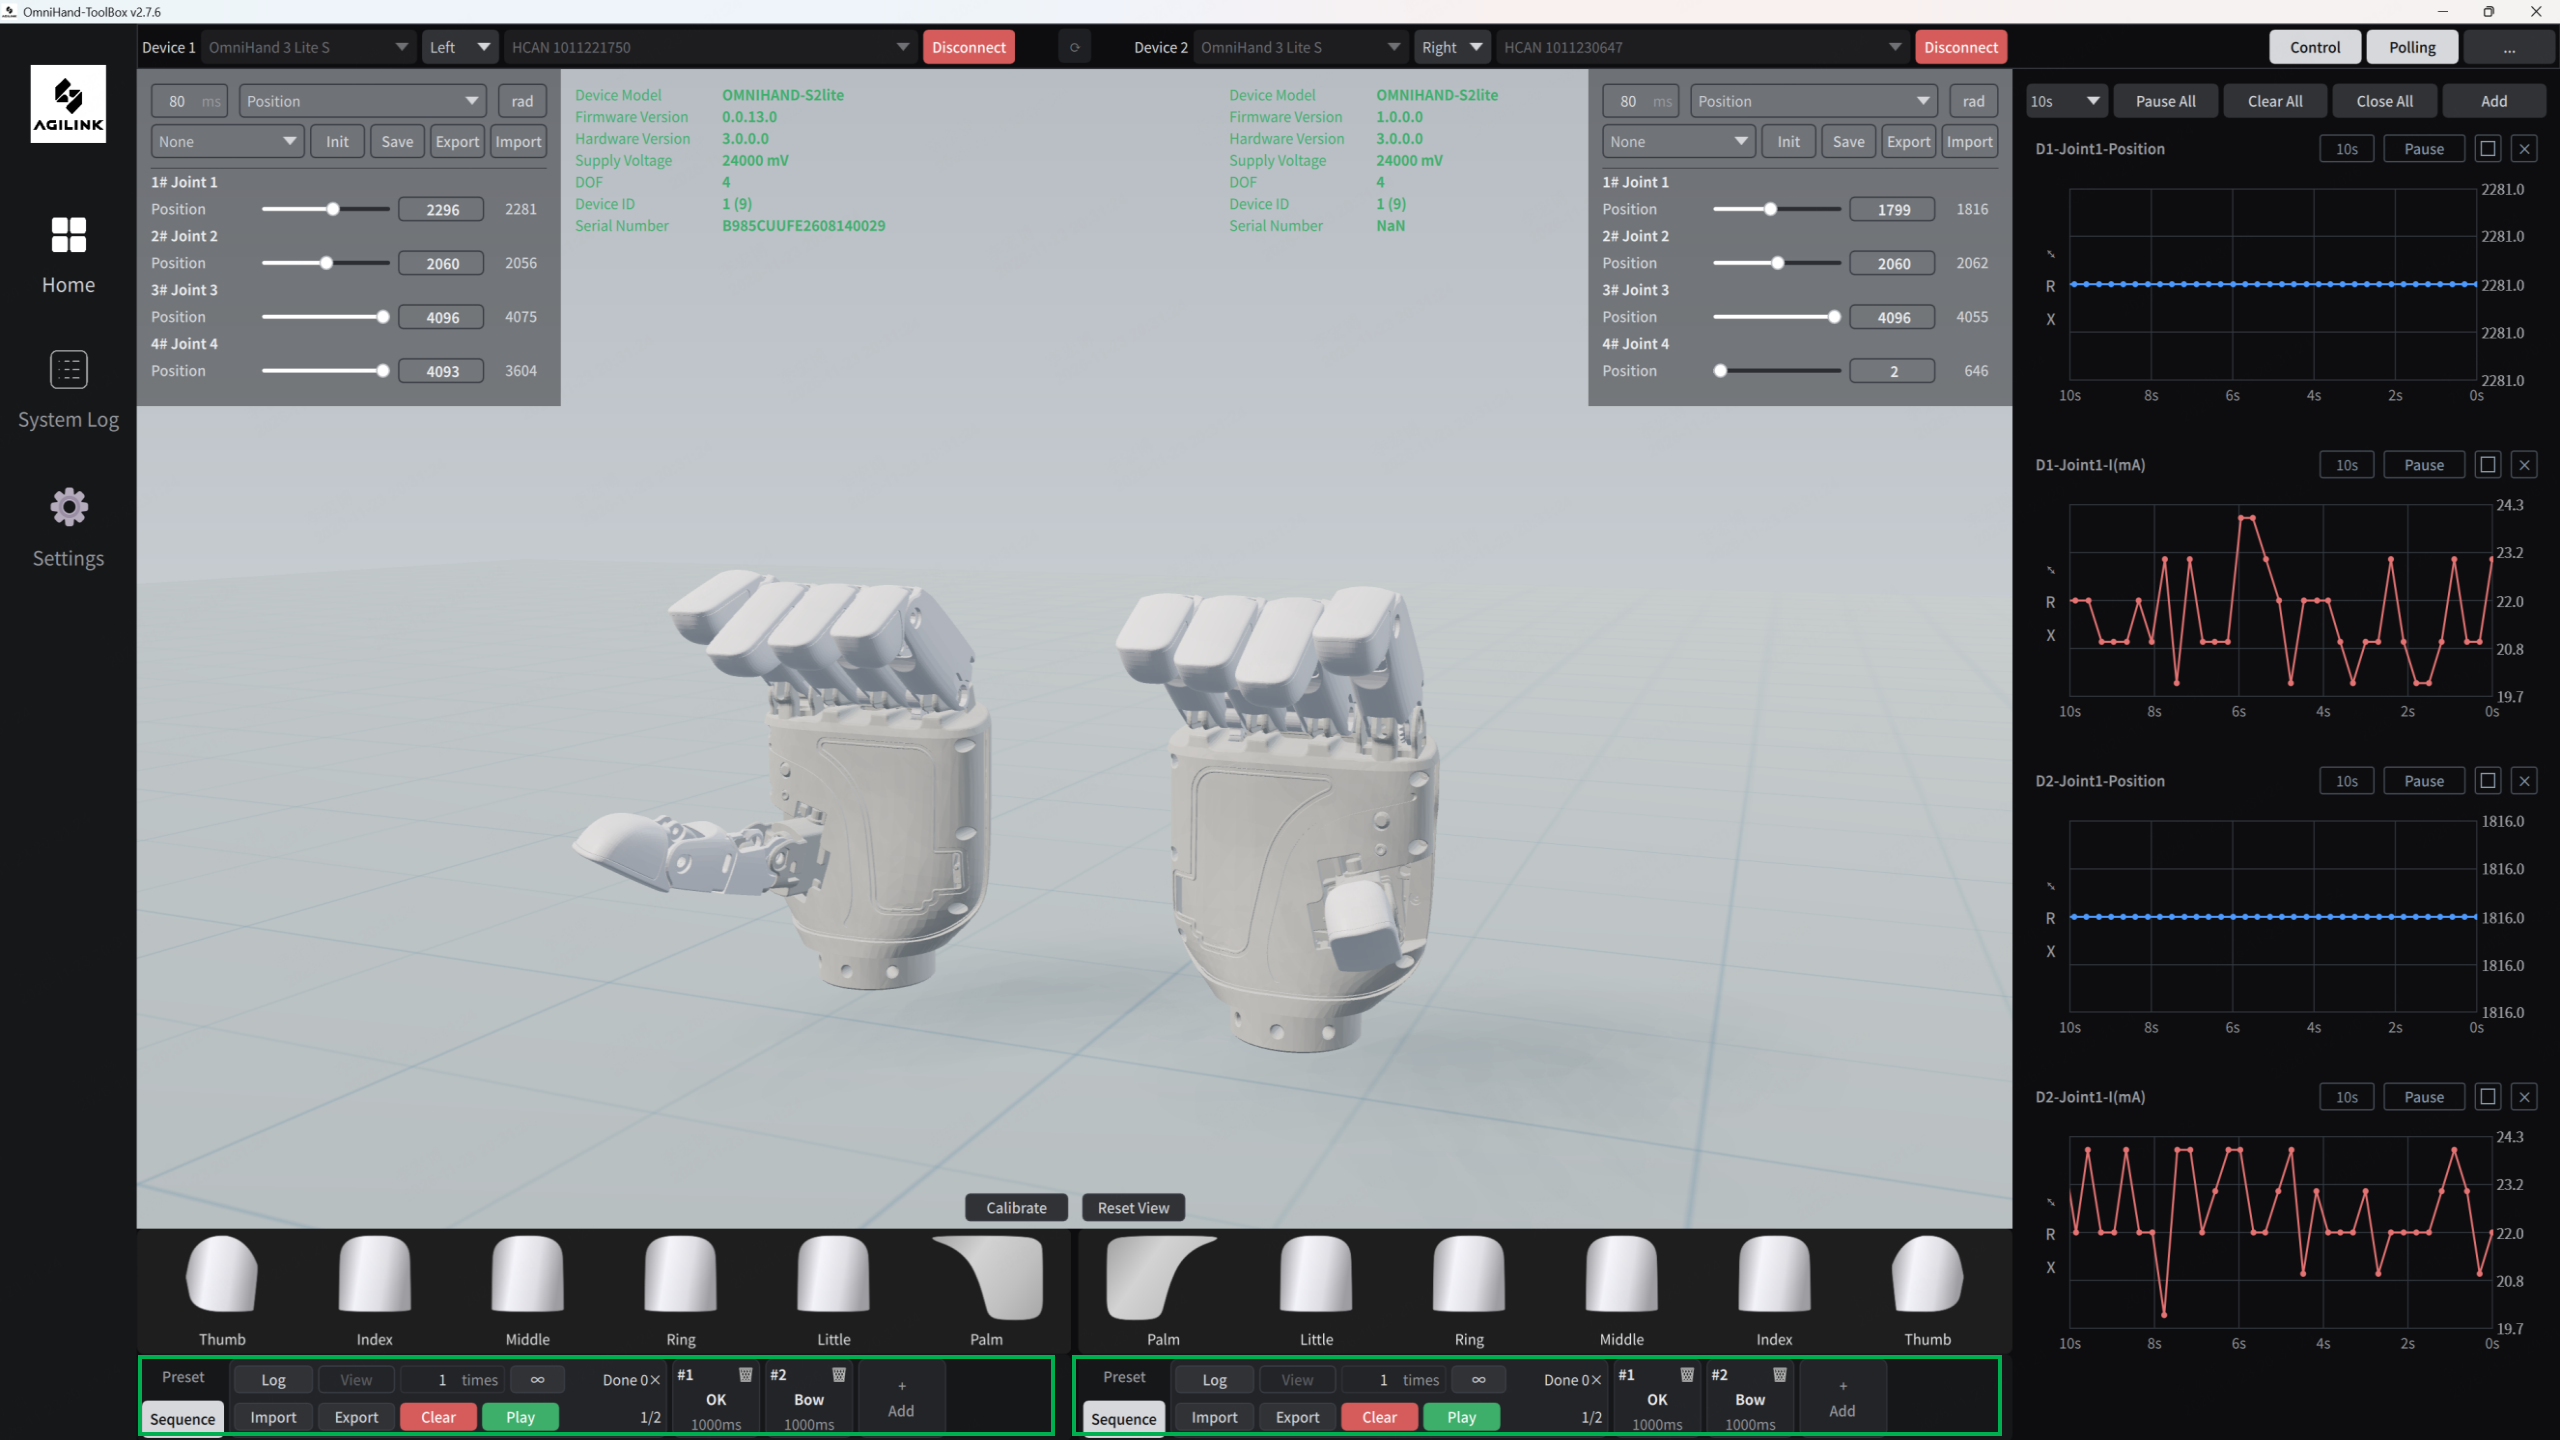 OmniHand-ToolBox v2.7.6
Device 1 OmniHand 3 Lite S Left HCAN 1011221750 Disconnect Device 2 OmniHand 3 Lite S Right HCAN 1011230647 Disconnect Control Polling ...
AGILINK
Home
System Log
Settings
80 ms Position rad
None Init Save Export Import
1# Joint 1
Position 2296 2281
2# Joint 2
Position 2060 2056
3# Joint 3
Position 4096 4075
4# Joint 4
Position 4093 3604
Device Model OMNIHAND-S2lite
Firmware Version 0.0.13.0
Hardware Version 3.0.0.0
Supply Voltage 24000 mV
DOF 4
Device ID 1 (9)
Serial Number B985CUUFE2608140029
Device Model OMNIHAND-S2lite
Firmware Version 1.0.0.0
Hardware Version 3.0.0.0
Supply Voltage 24000 mV
DOF 4
Device ID 1 (9)
Serial Number NaN
80 ms Position rad
None Init Save Export Import
1# Joint 1
Position 1799 1816
2# Joint 2
Position 2060 2062
3# Joint 3
Position 4096 4055
4# Joint 4
Position 2 646
10s Pause All Clear All Close All Add
D1-Joint1-Position 10s Pause
2281.0
2281.0
R 2281.0
X
2281.0
2281.0
10s 8s 6s 4s 2s 0s
D1-Joint1-I(mA) 10s Pause
24.3
23.2
R 22.0
X
20.8
19.7
10s 8s 6s 4s 2s 0s
D2-Joint1-Position 10s Pause
1816.0
1816.0
R 1816.0
X
1816.0
1816.0
10s 8s 6s 4s 2s 0s
D2-Joint1-I(mA) 10s Pause
24.3
23.2
R 22.0
X
20.8
19.7
10s 8s 6s 4s 2s 0s
Calibrate Reset View
Thumb Index Middle Ring Little Palm
Palm Little Ring Middle Index Thumb
Preset Log View 1 times ∞ Done 0× #1 #2 +
OK Bow
Sequence Import Export Clear Play 1/2 1000ms 1000ms Add
Preset Log View 1 times ∞ Done 0× #1 #2 +
OK Bow
Sequence Import Export Clear Play 1/2 1000ms 1000ms Add